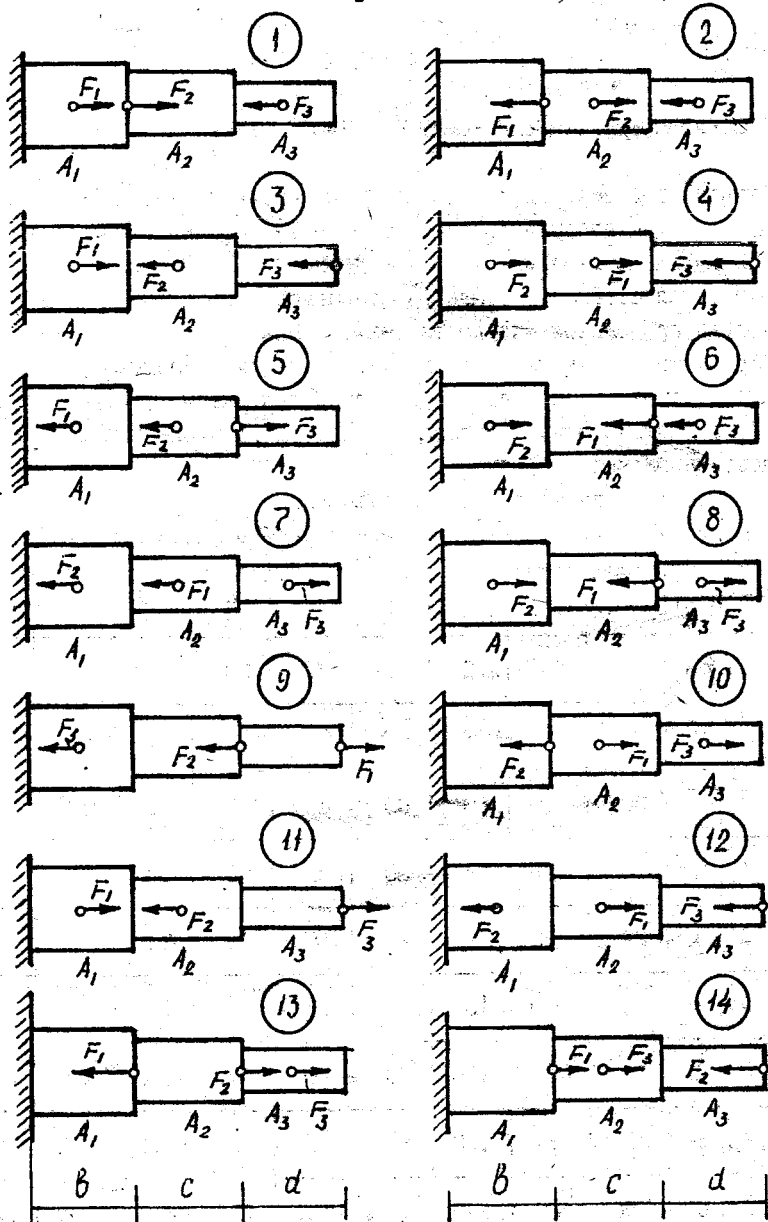 1 2
F₁ F₂ F₃ F₁ F₂ F₃
A₁ A₂ A₃ A₁ A₂ A₃
3 4
F₁ F₂ F₃ F₂ F₁ F₃
A₁ A₂ A₃ A₁ A₂ A₃
5 6
F₁ F₂ F₃ F₂ F₁ F₃
A₁ A₂ A₃ A₁ A₂ A₃
7 8
F₂ F₁ F₃ F₂ F₁ F₃
A₁ A₂ A₃ A₁ A₂ A₃
9 10
F₃ F₂ F₁ F₂ F₁ F₃
A₁ A₂ A₃
11 12
F₁ F₂ F₃ F₂ F₁ F₃
A₁ A₂ A₃ A₁ A₂ A₃
13 14
F₁ F₂ F₃ F₁ F₃ F₂
A₁ A₂ A₃ A₁ A₂ A₃
в c d в c d